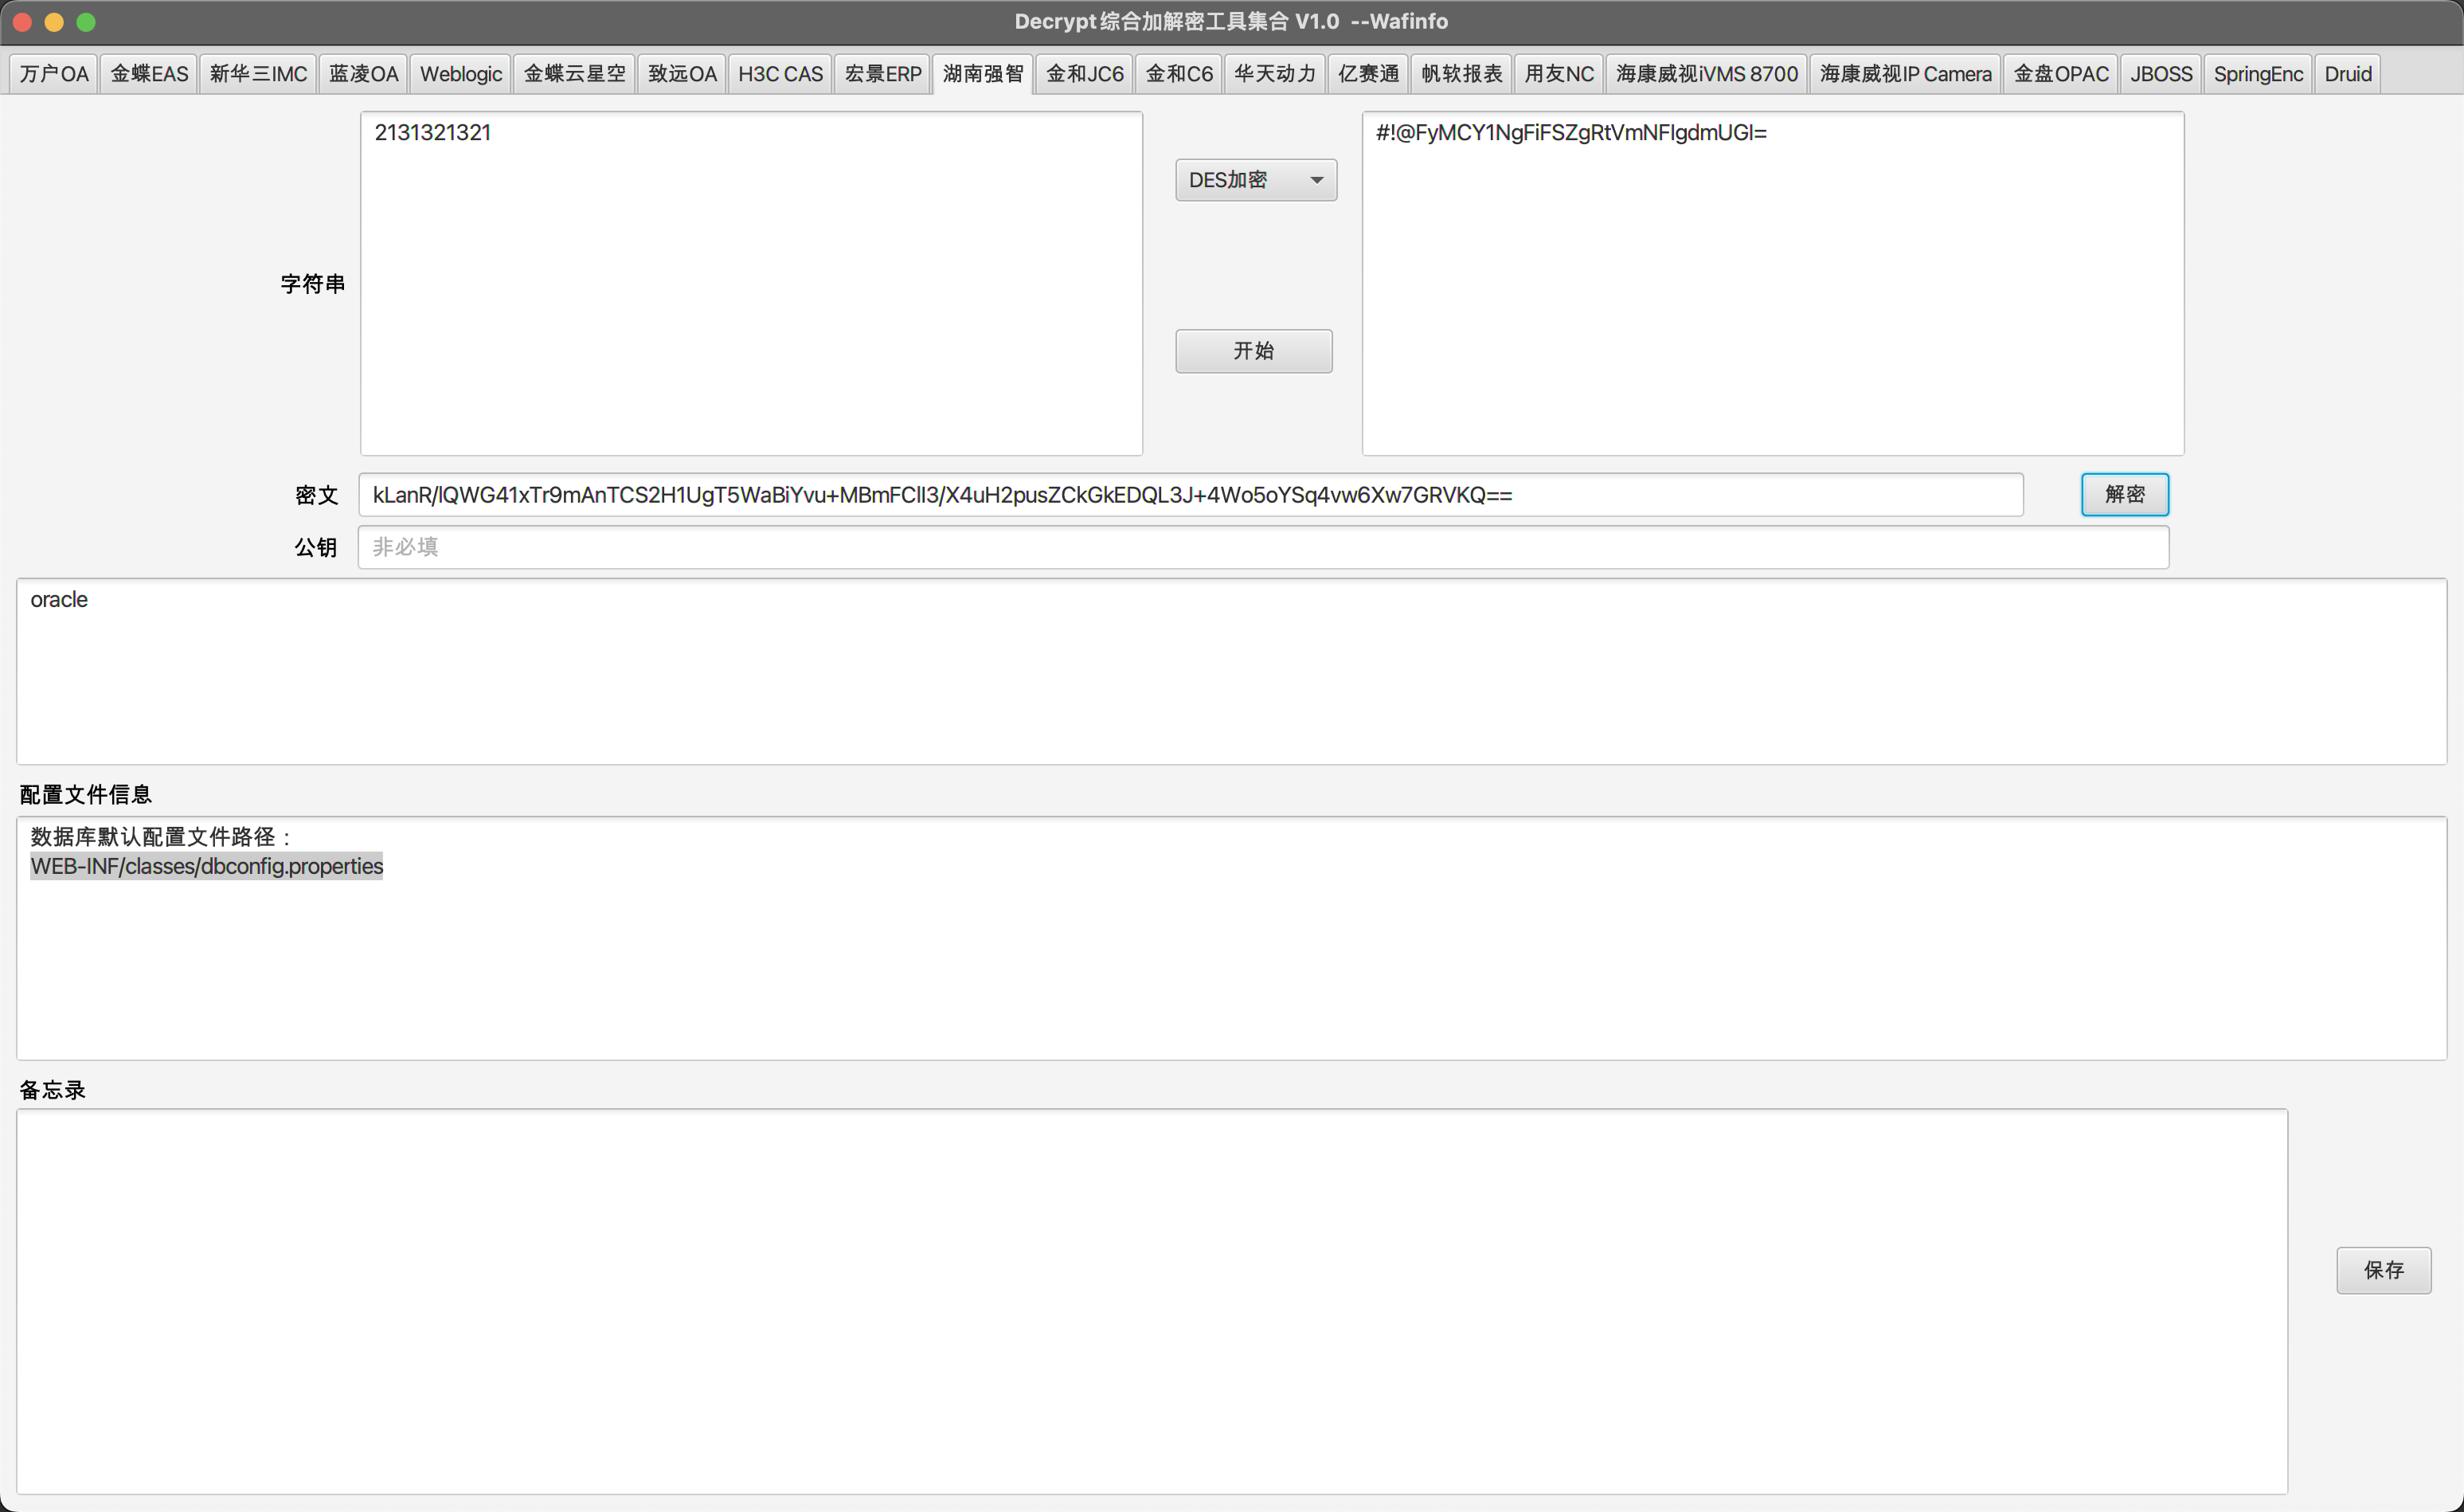 Decrypt综合加解密工具集合 V1.0 --Wafinfo
万户OA 金蝶EAS 新华三IMC 蓝凌OA Weblogic 金蝶云星空 致远OA H3C CAS 宏景ERP 湖南强智 金和JC6 金和C6 华天动力 亿赛通 帆软报表 用友NC 海康威视iVMS 8700 海康威视IP Camera 金盘OPAC JBOSS SpringEnc Druid
2131321321
#!@FyMCY1NgFiFSZgRtVmNFIgdmUGI=
DES加密
字符串
开始
密文
kLanR/lQWG41xTr9mAnTCS2H1UgT5WaBiYvu+MBmFClI3/X4uH2pusZCkGkEDQL3J+4Wo5oYSq4vw6Xw7GRVKQ==
解密
公钥
非必填
oracle
配置文件信息
数据库默认配置文件路径：
WEB-INF/classes/dbconfig.properties
备忘录
保存